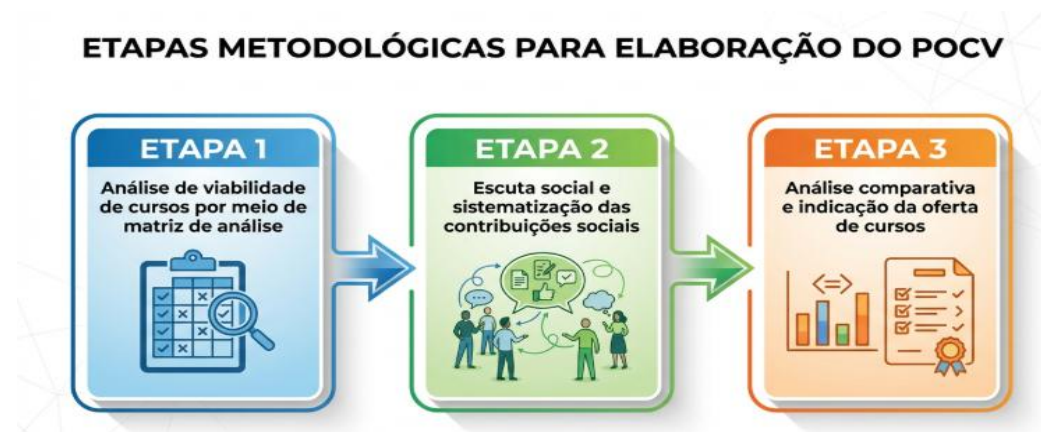 ETAPAS METODOLÓGICAS PARA ELABORAÇÃO DO POCV
ETAPA 1
Análise de viabilidade
de cursos por meio de
matriz de análise
ETAPA 2
Escuta social e
sistematização das
contribuições sociais
ETAPA 3
Análise comparativa
e indicação da oferta
de cursos